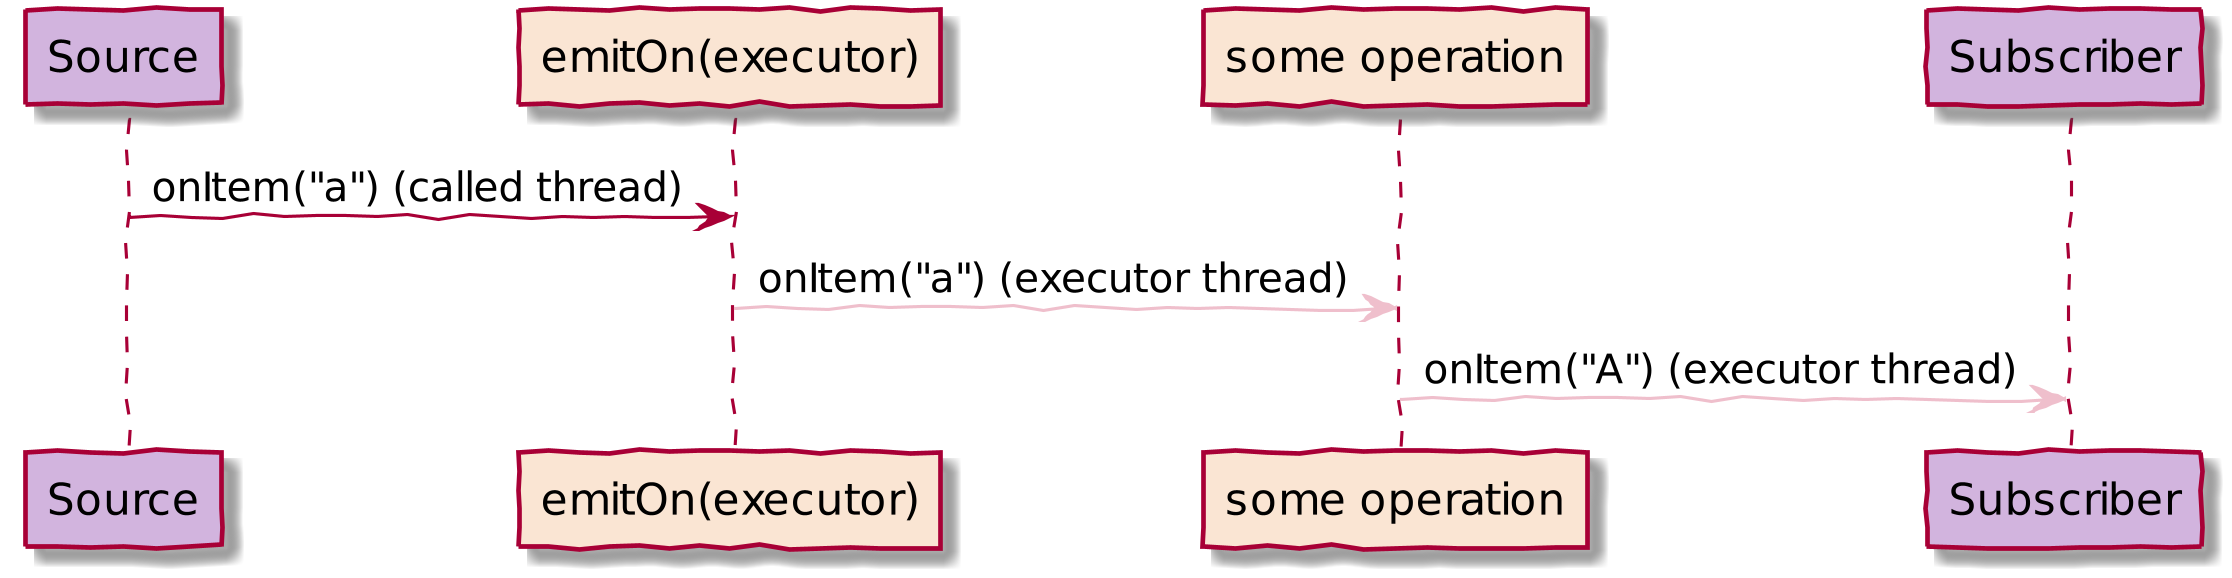 Source
emitOn(executor)
some operation
Subscriber
onItem("a") (called thread)
onItem("a") (executor thread)
onItem("A") (executor thread)
Source
emitOn(executor)
some operation
Subscriber